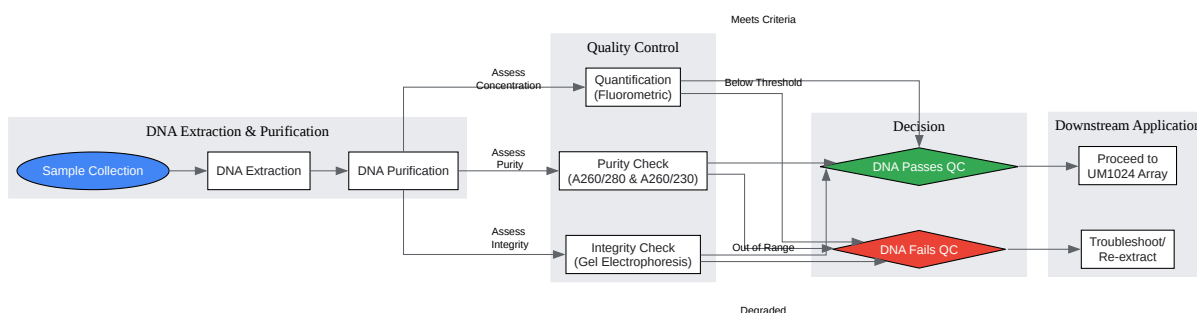 Meets Criteria
Quality Control
Assess
Concentration
Quantification
(Fluorometric)
Below Threshold
DNA Extraction & Purification
Sample Collection
DNA Extraction
DNA Purification
Assess
Purity
Purity Check
(A260/280 & A260/230)
Assess
Integrity
Integrity Check
(Gel Electrophoresis)
Out of Range
Degraded
Decision
DNA Passes QC
DNA Fails QC
Downstream Application
Proceed to
UM1024 Array
Troubleshoot/
Re-extract